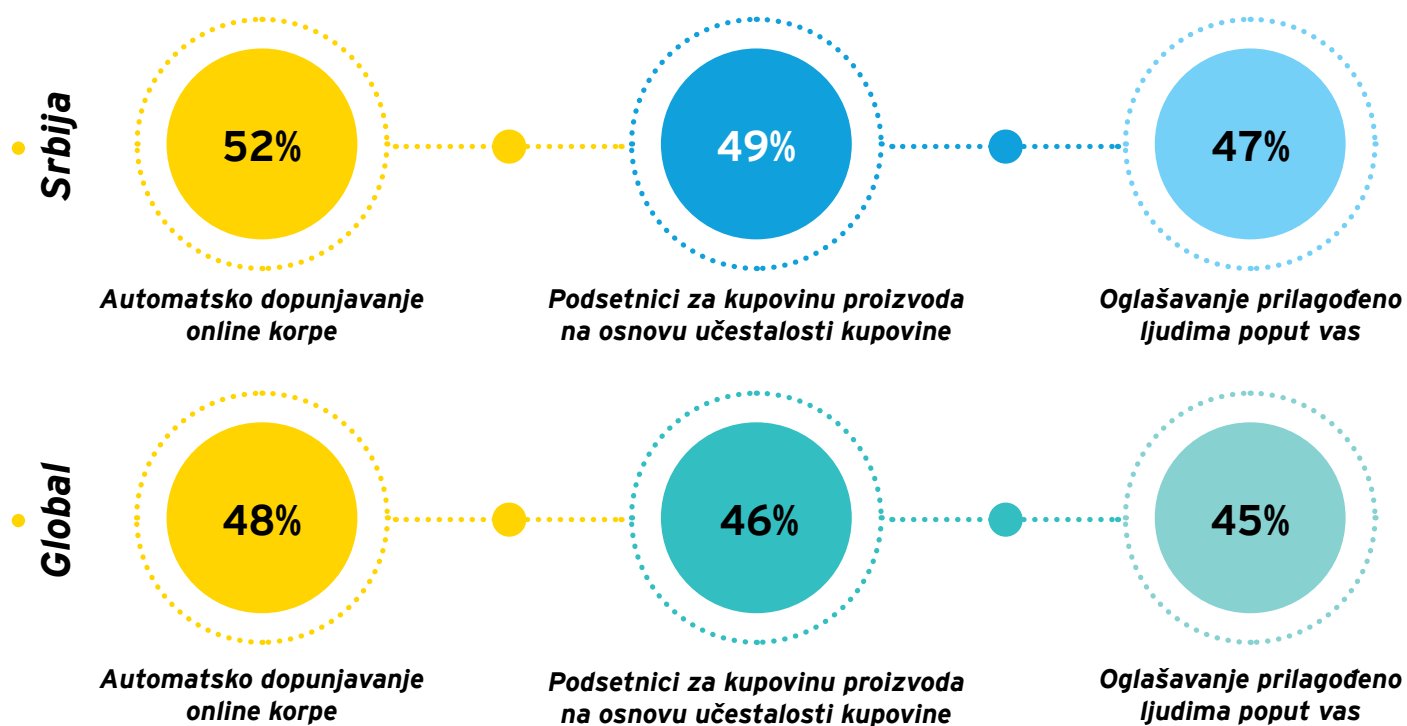 Srbija
52%
49%
47%
Automatsko dopunjavanje
online korpe
Podsetnici za kupovinu proizvoda
na osnovu učestalosti kupovine
Oglašavanje prilagođeno
ljudima poput vas
Global
48%
46%
45%
Automatsko dopunjavanje
online korpe
Podsetnici za kupovinu proizvoda
na osnovu učestalosti kupovine
Oglašavanje prilagođeno
ljudima poput vas